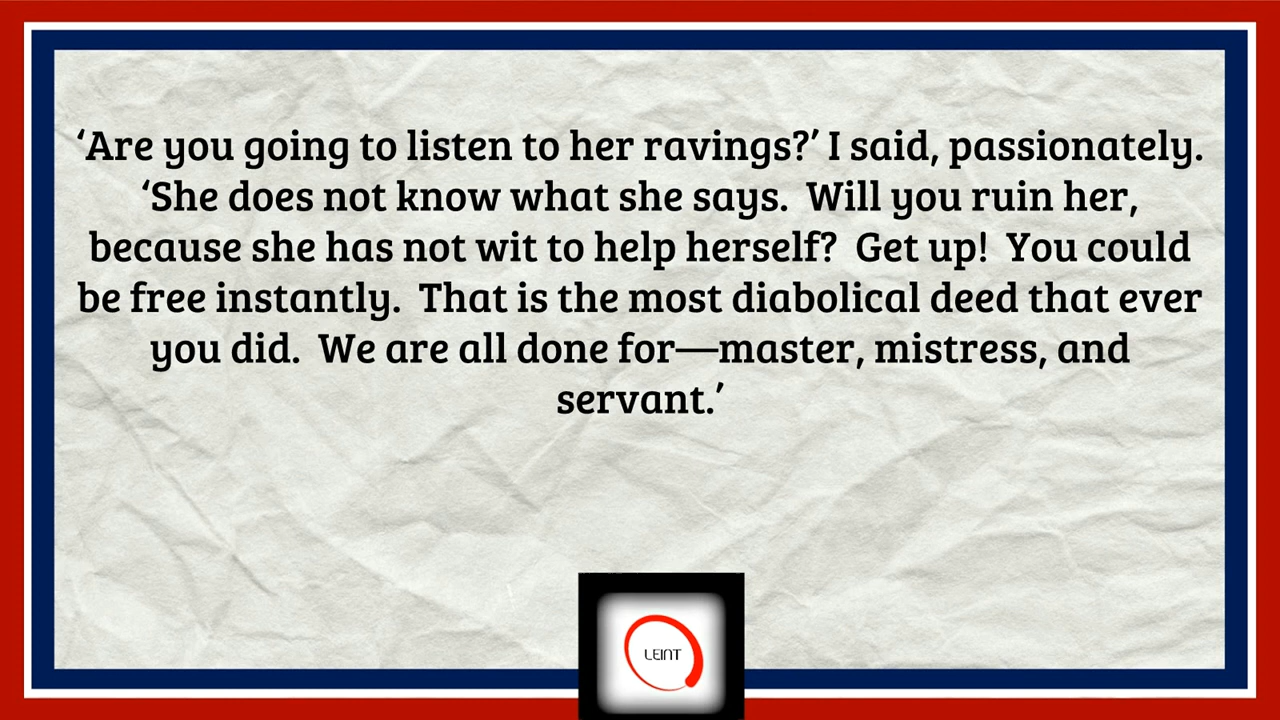 ‘Are you going to listen to her ravings?’ I said, passionately.
‘She does not know what she says.  Will you ruin her,
because she has not wit to help herself?  Get up!  You could
be free instantly.  That is the most diabolical deed that ever
you did.  We are all done for—master, mistress, and
servant.’
LEINT